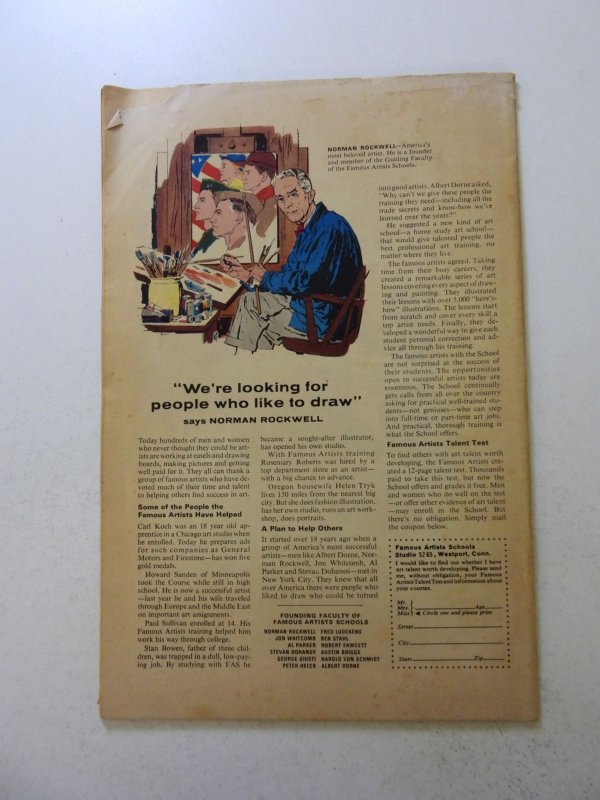 NORMAN ROCKWELL—America's
most beloved artist. He is a founder
and member of the Guiding Faculty
of the Famous Artists Schools.
"We're looking for
people who like to draw"
says NORMAN ROCKWELL
Today hundreds of men and women
who never thought they could be art-
ists are working at easels and drawing
boards, making pictures and getting
well paid for it. They all can thank a
group of famous artists who have de-
voted much of their time and talent
to helping others find success in art.
Some of the People the
Famous Artists Have Helped
Carl Koch was an 18 year old ap-
prentice in a Chicago art studio when
he enrolled. Today he prepares ads
for such companies as General
Motors and Firestone—has won five
gold medals.
Howard Sanden of Minneapolis
took the Course while still in high
school. He is now a successful artist
—last year he and his wife traveled
through Europe and the Middle East
on important art assignments.
Paul Sullivan enrolled at 14. His
Famous Artists training helped him
work his way through college.
Stan Bowen, father of three chil-
dren, was trapped in a dull, low-pay-
ing job. By studying with FAS he
became a sought-after illustrator,
has opened his own studio.
With Famous Artists training
Rosemary Roberts was hired by a
top department store as an artist—
with a big chance to advance.
Oregon housewife Helen Tryk
lives 150 miles from the nearest big
city. But she does fashion illustration,
has her own studio, runs an art work-
shop, does portraits.
A Plan to Help Others
It started over 18 years ago when a
group of America's most successful
artists—men like Albert Dorne, Nor-
man Rockwell, Jon Whitcomb, Al
Parker and Stevan Dohanos—met in
New York City. They knew that all
over America there were people who
liked to draw who could be turned
FOUNDING FACULTY OF
FAMOUS ARTISTS SCHOOLS
NORMAN ROCKWELL FRED LUDEKENS
JON WHITCOMB BEN STAHL
AL PARKER ROBERT FAWCETT
STEVAN DOHANOS AUSTIN BRIGGS
GEORGE GIUSTI HAROLD VON SCHMIDT
PETER HELCK ALBERT DORNE
into good artists. Albert Dorne asked,
"Why can't we give these people the
training they need—including all the
trade secrets and know-how we've
learned over the years?"
He suggested a new kind of art
school—a home study art school—
that would give talented people the
best professional art training, no
matter where they live.
The famous artists agreed. Taking
time from their busy careers, they
created a remarkable series of art
lessons covering every aspect of draw-
ing and painting. They illustrated
their lessons with over 5,000 "here's-
how" illustrations. The lessons start
from scratch and cover every skill a
top artist needs. Finally, they de-
veloped a wonderful way to give each
student personal correction and ad-
vice all through his training.
The famous artists with the School
are not surprised at the success of
their students. The opportunities
open to successful artists today are
enormous. The School continually
gets calls from all over the country
asking for practical well-trained stu-
dents—not geniuses—who can step
into full-time or part-time art jobs.
And practical, thorough training is
what the School offers.
Famous Artists Talent Test
To find others with art talent worth
developing, the Famous Artists cre-
ated a 12-page talent test. Thousands
paid to take this test, but now the
School offers and grades it free. Men
and women who do well on the test
—or offer other evidence of art talent
—may enroll in the School. But
there's no obligation. Simply mail
the coupon below.
Famous Artists Schools
Studio 5765, Westport, Conn.
I would like to find out whether I have
art talent worth developing. Please send
me, without obligation, your Famous
Artists Talent Test and information about
your courses.
Mr.
Mrs. Age
Miss Circle one and please print
Street
City
State Zip